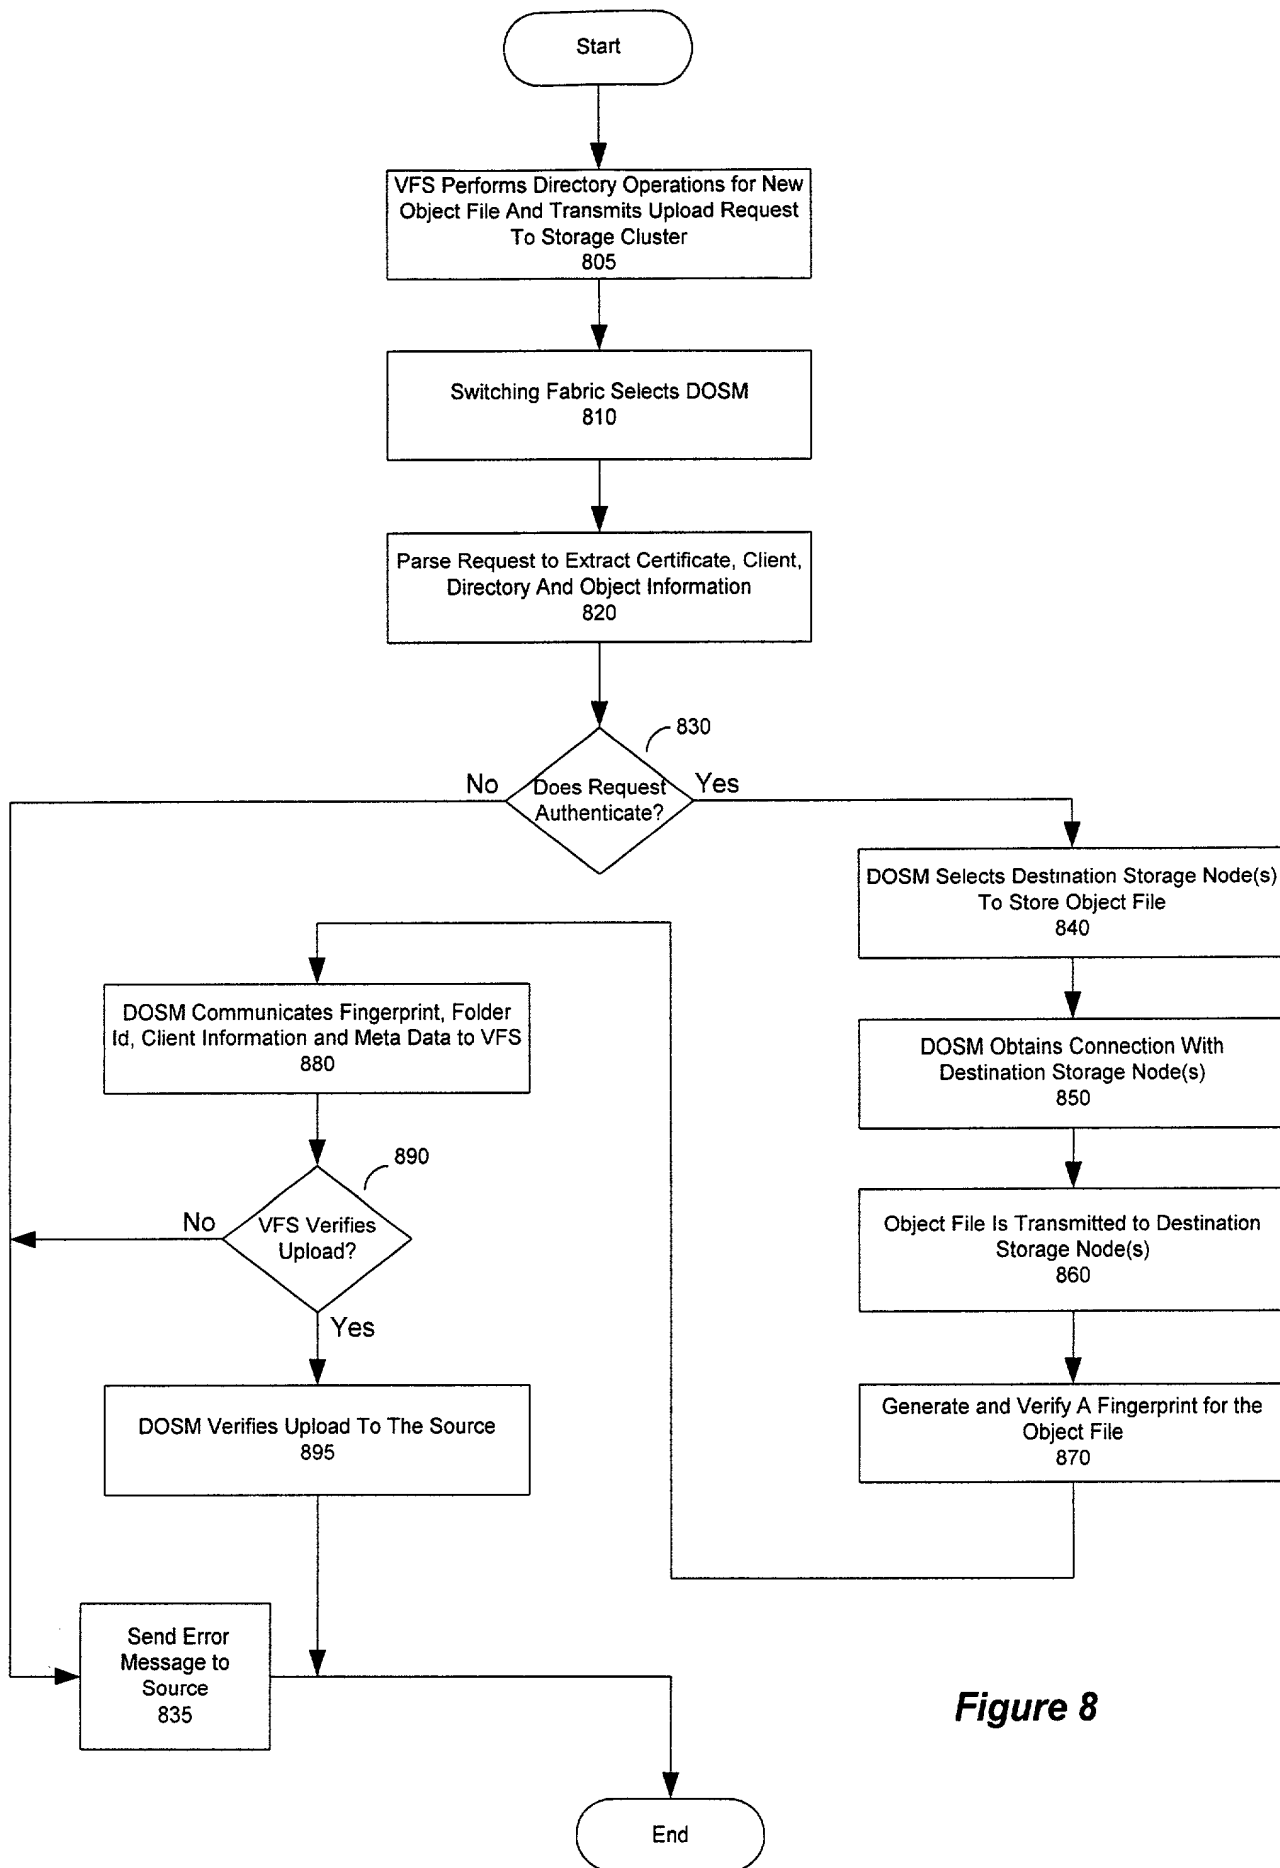 Start
VFS Performs Directory Operations for New
Object File And Transmits Upload Request
To Storage Cluster
805
Switching Fabric Selects DOSM
810
Parse Request to Extract Certificate, Client,
Directory And Object Information
820
830
No
Does Request
Authenticate?
Yes
DOSM Selects Destination Storage Node(s)
To Store Object File
840
DOSM Obtains Connection With
Destination Storage Node(s)
850
Object File Is Transmitted to Destination
Storage Node(s)
860
Generate and Verify A Fingerprint for the
Object File
870
DOSM Communicates Fingerprint, Folder
Id, Client Information and Meta Data to VFS
880
890
No
VFS Verifies
Upload?
Yes
DOSM Verifies Upload To The Source
895
Send Error
Message to
Source
835
End
Figure 8